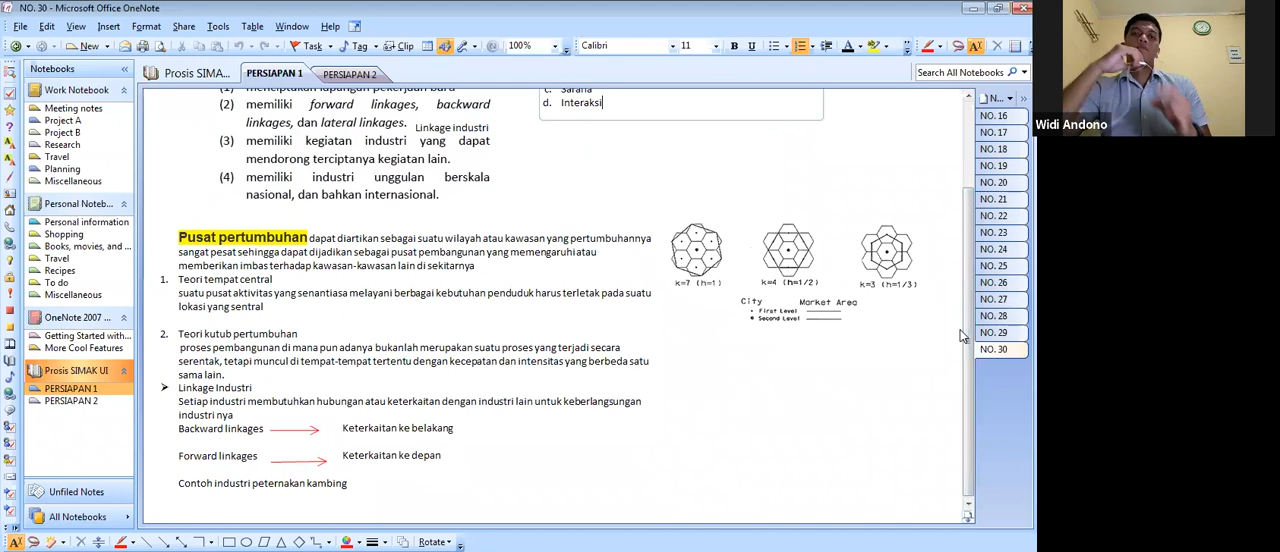 NO. 30 - Microsoft Office OneNote
File Edit View Insert Format Share Tools Table Window Help
New Task Tag Clip 100% Calibri 11 B U A A
Notebooks
Prosis SIMA... PERSIAPAN 1 PERSIAPAN 2
Search All Notebooks
Work Notebook
Meeting notes
Project A
Project B
Research
Travel
Planning
Miscellaneous
Personal Noteb...
Personal information
Shopping
Books, movies, and ...
Travel
Recipes
To do
Miscellaneous
OneNote 2007 ...
Getting Started with...
More Cool Features
Prosis SIMAK UI
PERSIAPAN 1
PERSIAPAN 2
Unfiled Notes
All Notebooks
(1) menciptakan lapangan pekerjaan baru
(2) memiliki forward linkages, backward
linkages, dan lateral linkages.
Linkage industri
(3) memiliki kegiatan industri yang dapat
mendorong terciptanya kegiatan lain.
(4) memiliki industri unggulan berskala
nasional, dan bahkan internasional.
c. Sarana
d. Interaksi
Pusat pertumbuhan dapat diartikan sebagai suatu wilayah atau kawasan yang pertumbuhannya
sangat pesat sehingga dapat dijadikan sebagai pusat pembangunan yang memengaruhi atau
memberikan imbas terhadap kawasan-kawasan lain di sekitarnya
1. Teori tempat central
suatu pusat aktivitas yang senantiasa melayani berbagai kebutuhan penduduk harus terletak pada suatu
lokasi yang sentral
2. Teori kutub pertumbuhan
proses pembangunan di mana pun adanya bukanlah merupakan suatu proses yang terjadi secara
serentak, tetapi muncul di tempat-tempat tertentu dengan kecepatan dan intensitas yang berbeda satu
sama lain.
Linkage Industri
Setiap industri membutuhkan hubungan atau keterkaitan dengan industri lain untuk keberlangsungan
industri nya
Backward linkages Keterkaitan ke belakang
Forward linkages Keterkaitan ke depan
Contoh industri peternakan kambing
k=7 (h=1) k=4 (h=1/2) k=3 (h=1/3)
City Market Area
First Level
Second Level
N...
NO. 16
NO. 17
NO. 18
NO. 19
NO. 20
NO. 21
NO. 22
NO. 23
NO. 24
NO. 25
NO. 26
NO. 27
NO. 28
NO. 29
NO. 30
Rotate
Widi Andono